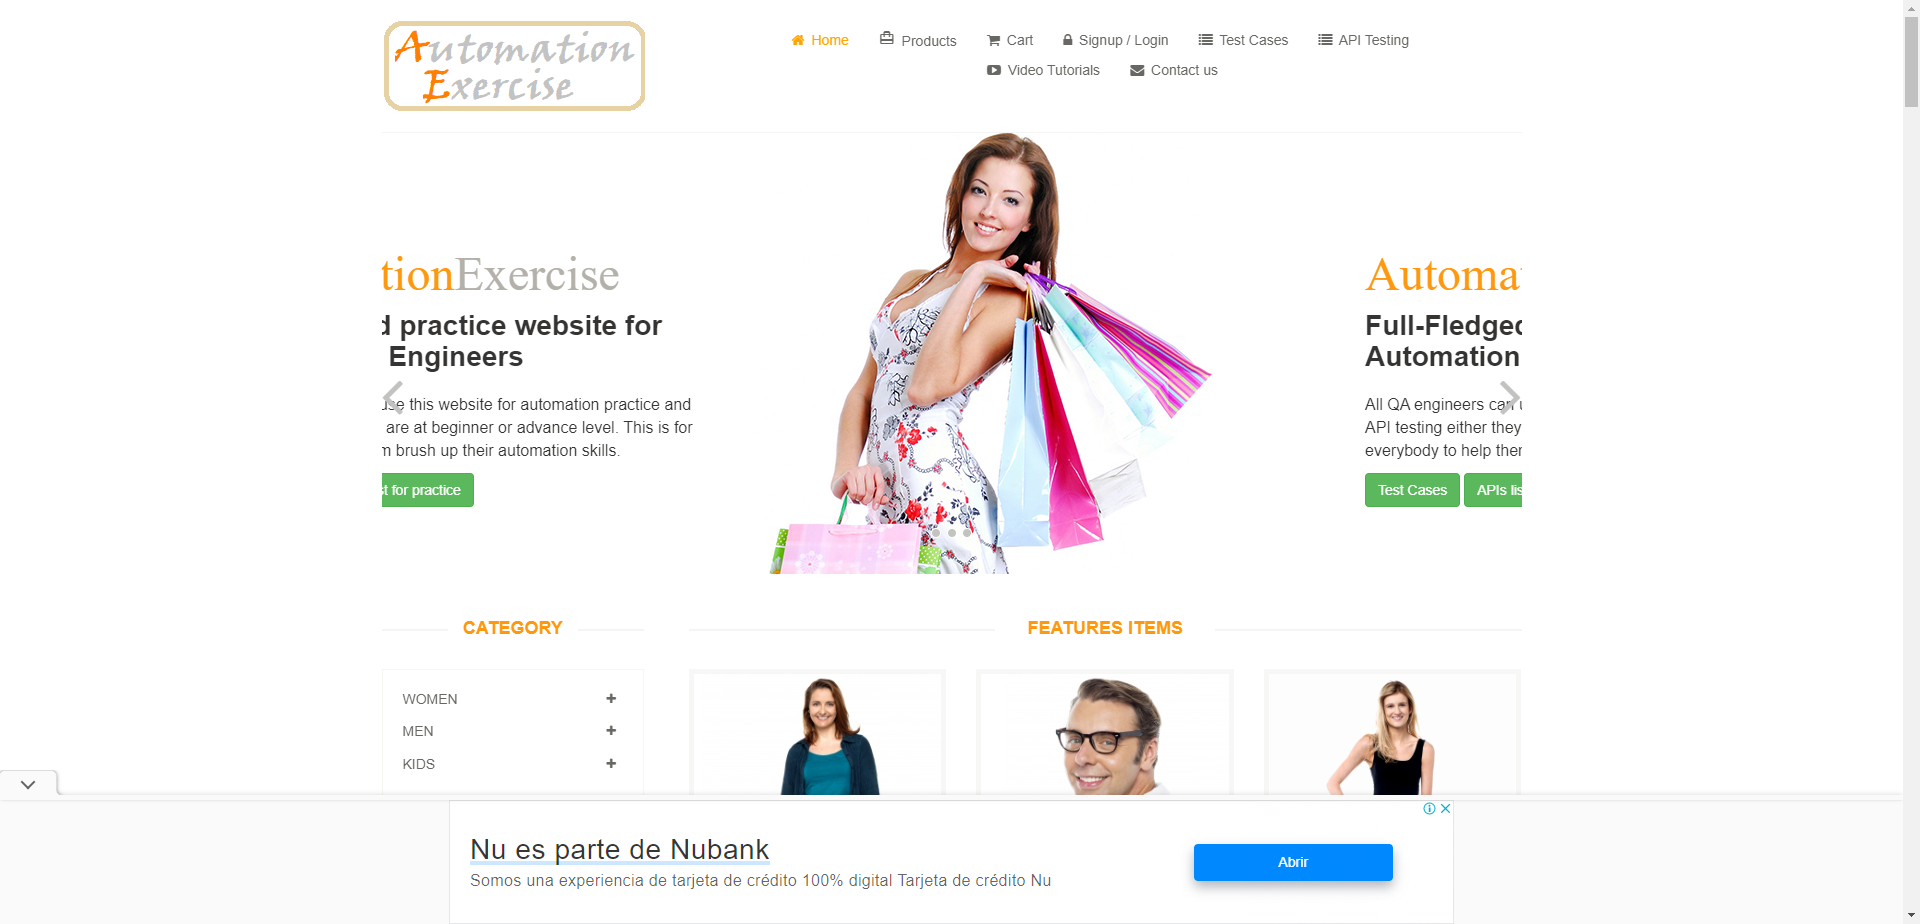 Automation
Exercise
Home
Products
Cart
Signup / Login
Test Cases
API Testing
Video Tutorials
Contact us
tionExercise
d practice website for
Engineers
use this website for automation practice and
are at beginner or advance level. This is for
m brush up their automation skills.
st for practice
Automat
Full-Fledged
Automation
All QA engineers can u
API testing either they
everybody to help then
Test Cases
APIs lis
CATEGORY
WOMEN
MEN
KIDS
FEATURES ITEMS
Nu es parte de Nubank
Somos una experiencia de tarjeta de crédito 100% digital Tarjeta de crédito Nu
Abrir